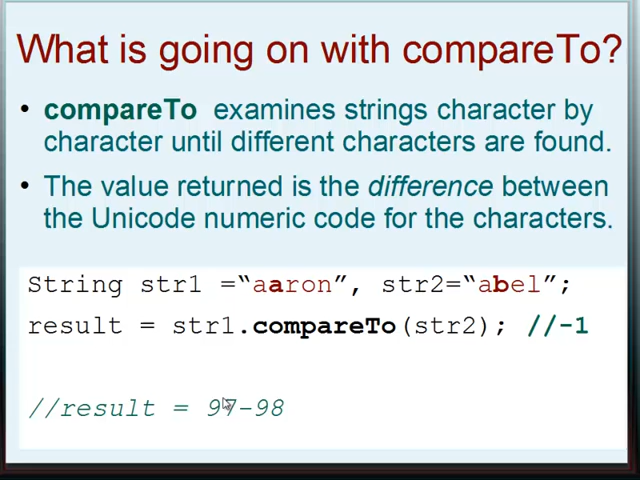 What is going on with compareTo?
• compareTo examines strings character by
character until different characters are found.
• The value returned is the difference between
the Unicode numeric code for the characters.
String str1 =“aaron”, str2=“abel”;
result = str1.compareTo(str2); //-1
//result = 97-98